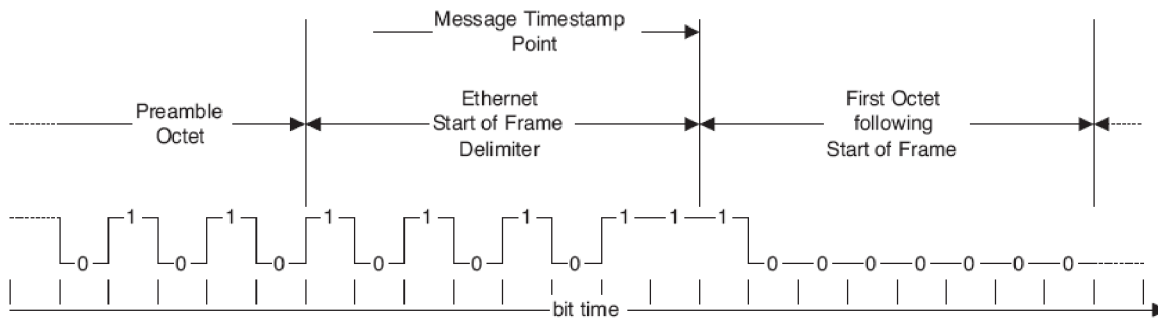 Message Timestamp
Point
Preamble
Octet
Ethernet
Start of Frame
Delimiter
First Octet
following
Start of Frame
1 1 1 1 1 1 1 1
0 0 0 0 0 0 0 0 0 0 0 0 0
bit time